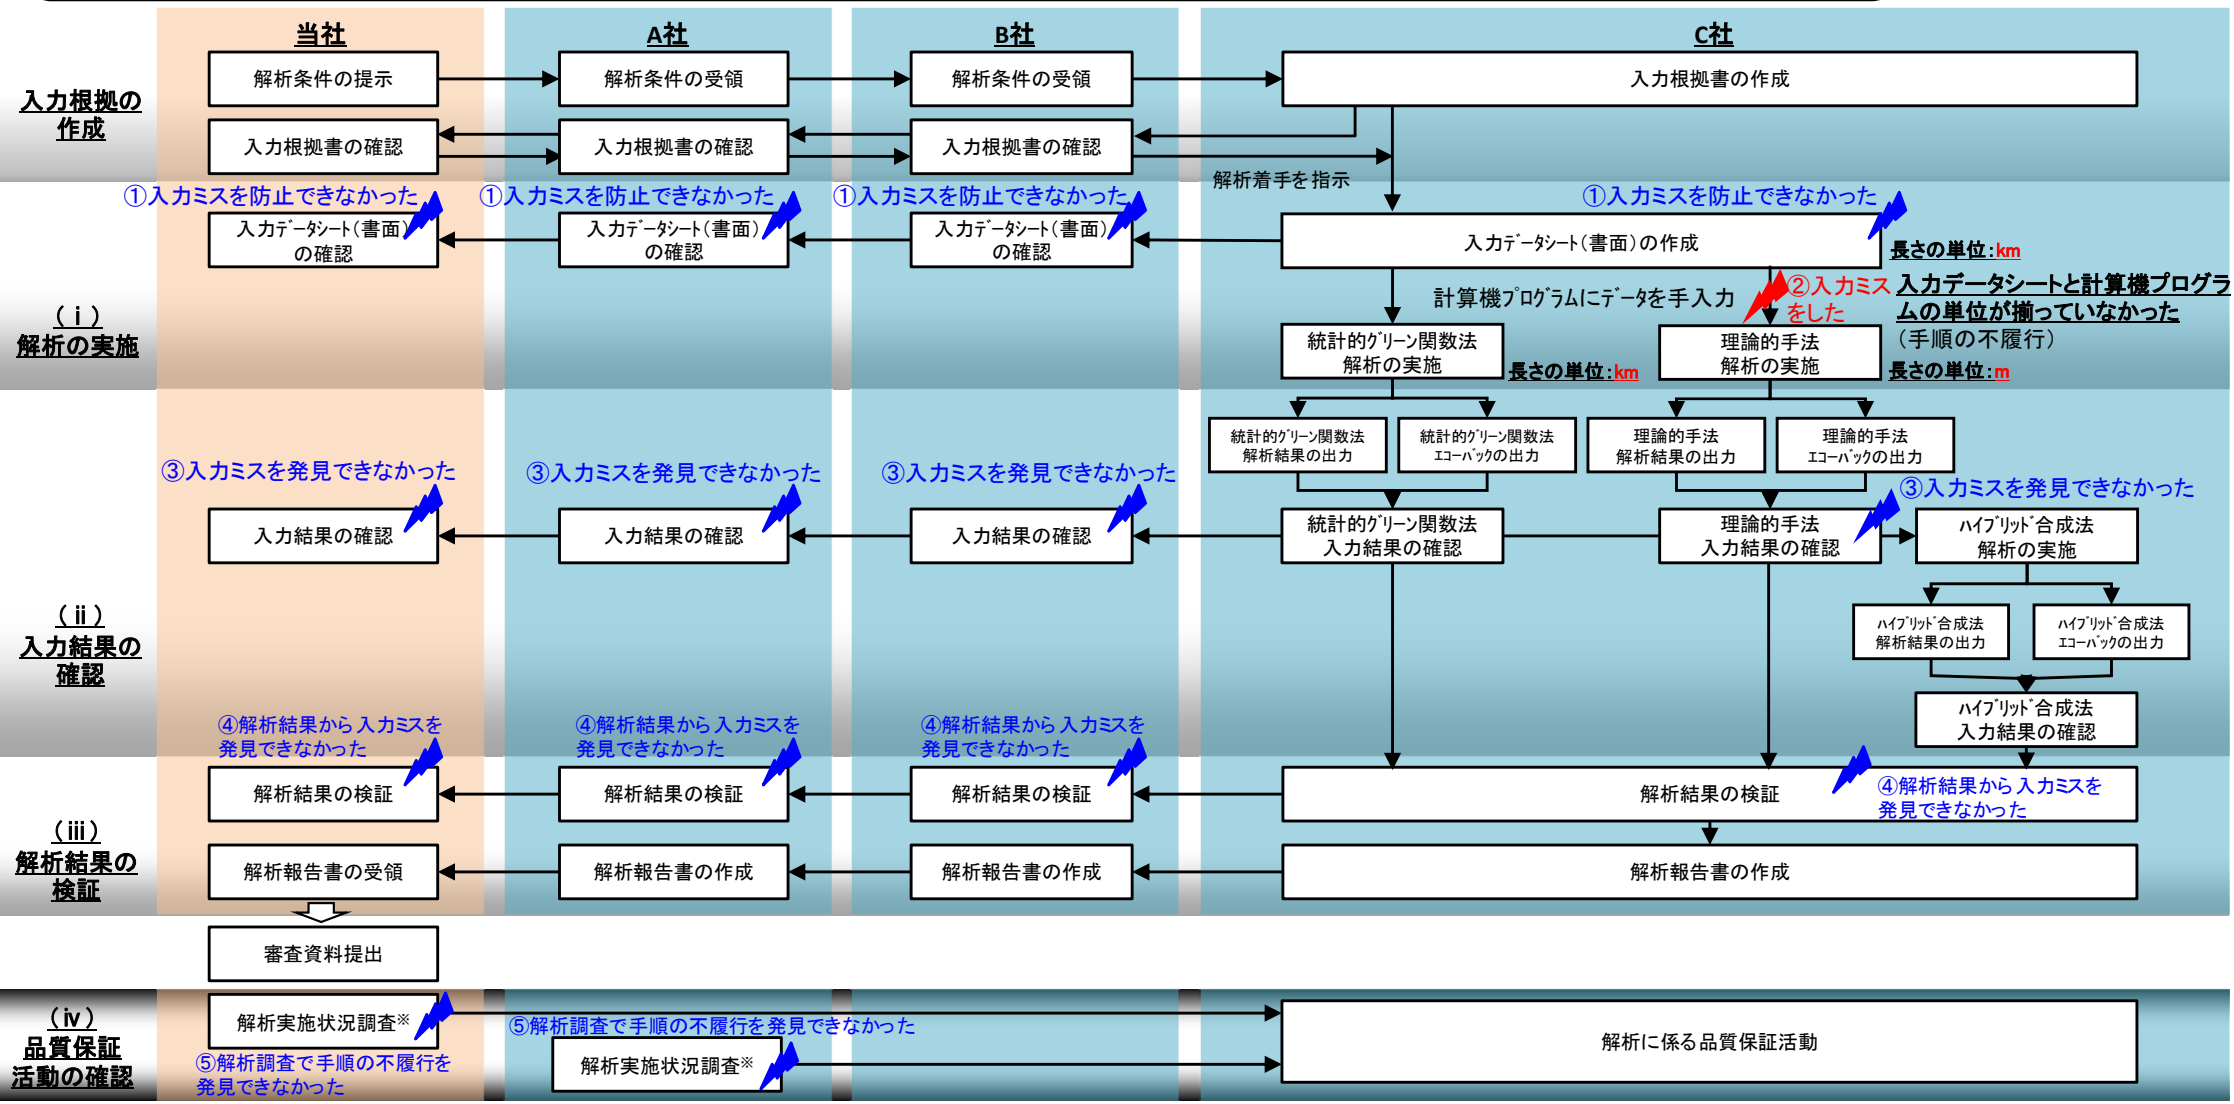 当社
A社
B社
C社
入力根拠の
作成
解析条件の提示
解析条件の受領
解析条件の受領
入力根拠書の作成
入力根拠書の確認
入力根拠書の確認
入力根拠書の確認
解析着手を指示
①入力ミスを防止できなかった
①入力ミスを防止できなかった
①入力ミスを防止できなかった
①入力ミスを防止できなかった
(ⅰ)
解析の実施
入力ﾃﾞｰﾀｼｰﾄ(書面)
の確認
入力ﾃﾞｰﾀｼｰﾄ(書面)
の確認
入力ﾃﾞｰﾀｼｰﾄ(書面)
の確認
入力ﾃﾞｰﾀｼｰﾄ(書面)の作成
長さの単位:km
計算機プログラムにデータを手入力
②入力ミス
をした
入力データシートと計算機プログラ
ムの単位が揃っていなかった
(手順の不履行)
統計的ｸﾞﾘｰﾝ関数法
解析の実施
長さの単位:km
理論的手法
解析の実施
長さの単位:m
統計的ｸﾞﾘｰﾝ関数法
解析結果の出力
統計的ｸﾞﾘｰﾝ関数法
ｴｺｰﾊﾞｯｸの出力
理論的手法
解析結果の出力
理論的手法
ｴｺｰﾊﾞｯｸの出力
(ⅱ)
入力結果の
確認
③入力ミスを発見できなかった
③入力ミスを発見できなかった
③入力ミスを発見できなかった
③入力ミスを発見できなかった
入力結果の確認
入力結果の確認
入力結果の確認
統計的ｸﾞﾘｰﾝ関数法
入力結果の確認
理論的手法
入力結果の確認
ﾊｲﾌﾞﾘｯﾄﾞ合成法
解析の実施
ﾊｲﾌﾞﾘｯﾄﾞ合成法
解析結果の出力
ﾊｲﾌﾞﾘｯﾄﾞ合成法
ｴｺｰﾊﾞｯｸの出力
ﾊｲﾌﾞﾘｯﾄﾞ合成法
入力結果の確認
④解析結果から入力ミスを
発見できなかった
④解析結果から入力ミスを
発見できなかった
④解析結果から入力ミスを
発見できなかった
④解析結果から入力ミスを
発見できなかった
(ⅲ)
解析結果の
検証
解析結果の検証
解析結果の検証
解析結果の検証
解析結果の検証
解析報告書の受領
解析報告書の作成
解析報告書の作成
解析報告書の作成
審査資料提出
(ⅳ)
品質保証
活動の確認
解析実施状況調査※
⑤解析調査で手順の不履行を
発見できなかった
⑤解析調査で手順の不履行を発見できなかった
解析実施状況調査※
解析に係る品質保証活動